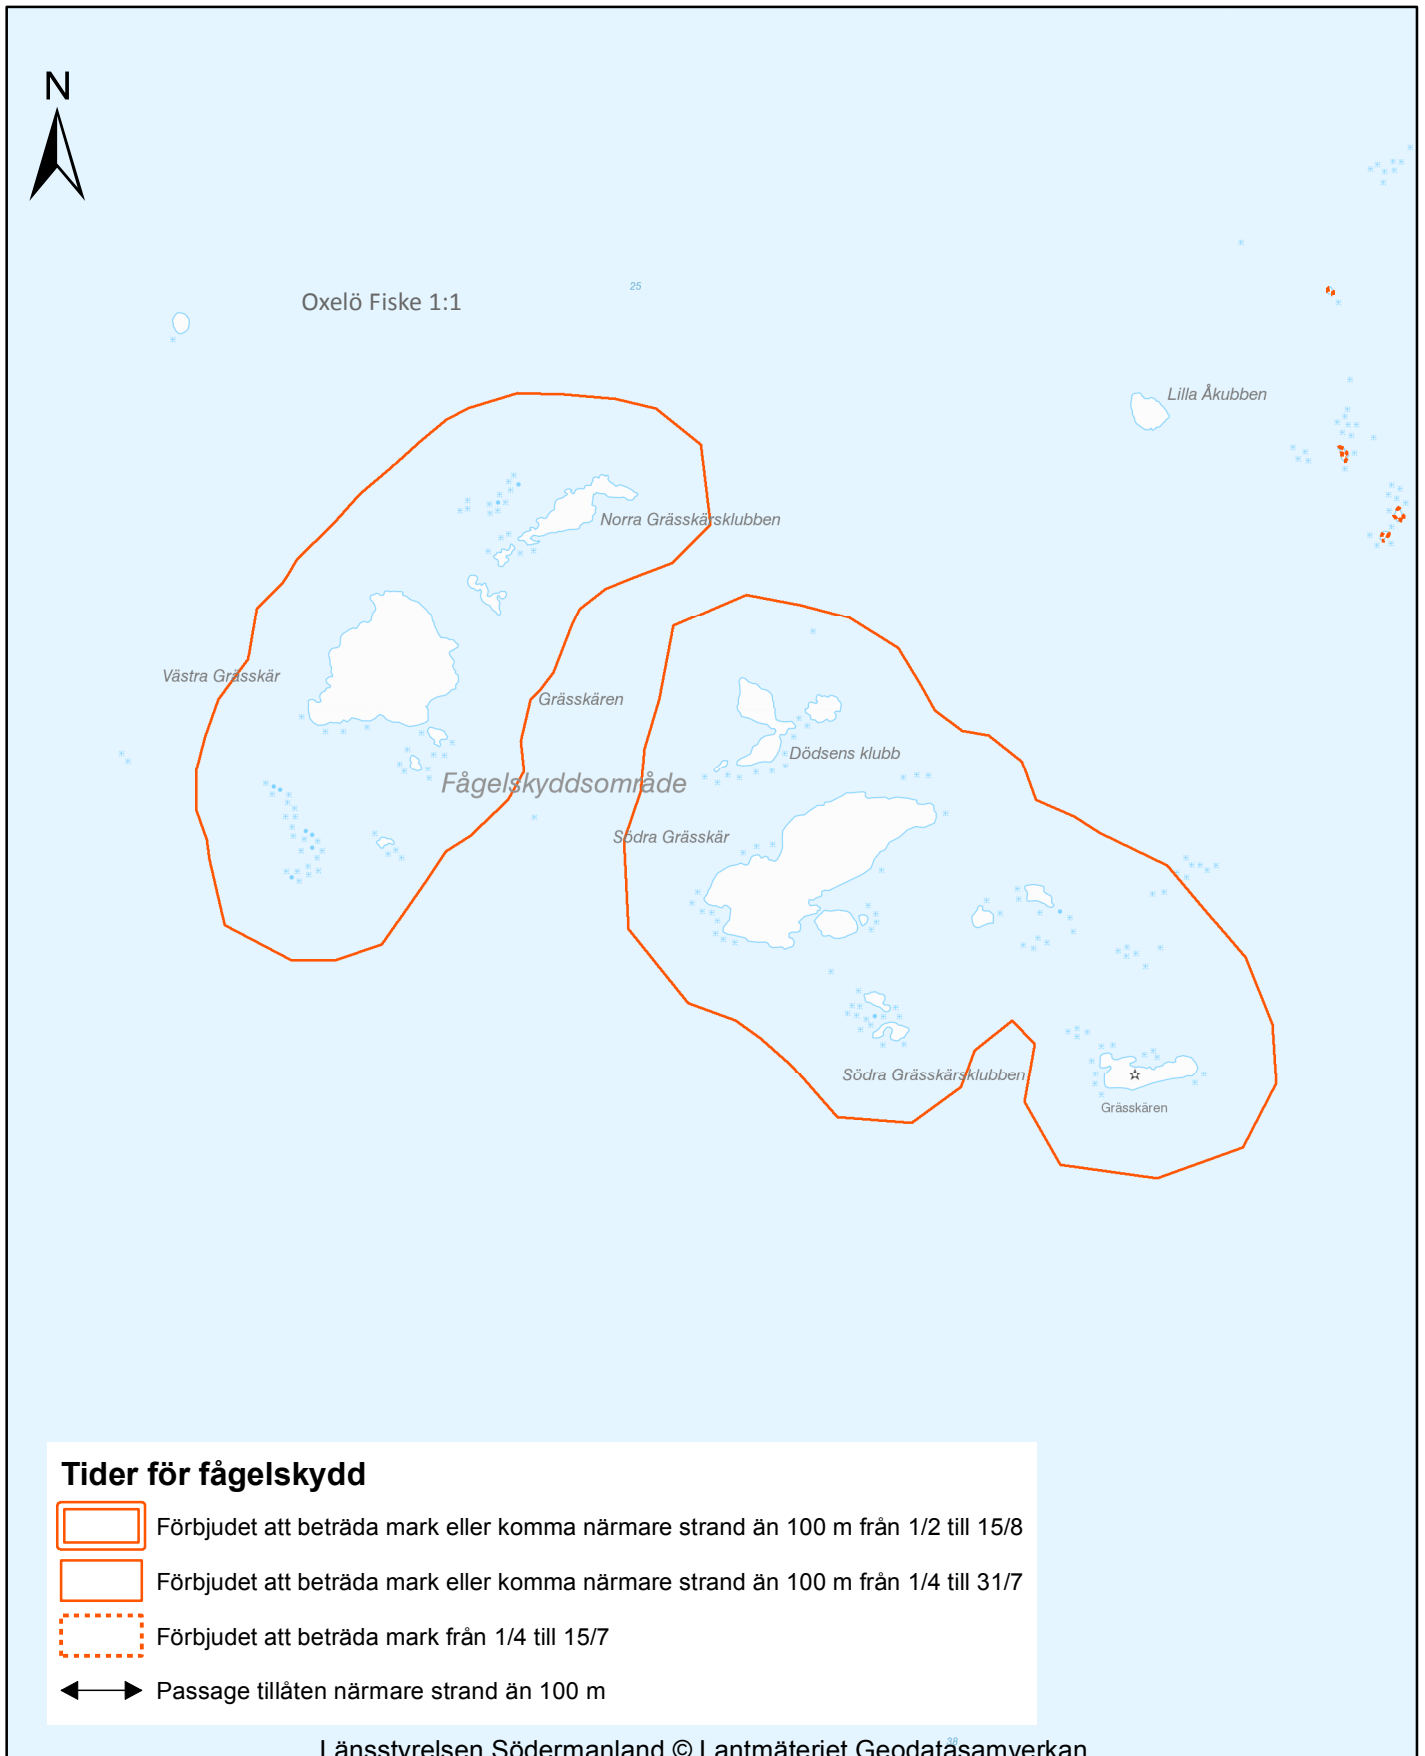 N
25
Oxelö Fiske 1:1
Lilla Åkubben
Norra Grässkärsklubben
Västra Grässkär
Grässkären
Dödsens klubb
Fågelskyddsområde
Södra Grässkär
Södra Grässkärsklubben
Grässkären
Tider för fågelskydd
Förbjudet att beträda mark eller komma närmare strand än 100 m från 1/2 till 15/8
Förbjudet att beträda mark eller komma närmare strand än 100 m från 1/4 till 31/7
Förbjudet att beträda mark från 1/4 till 15/7
Passage tillåten närmare strand än 100 m
38
Länsstyrelsen Södermanland © Lantmäteriet Geodatasamverkan